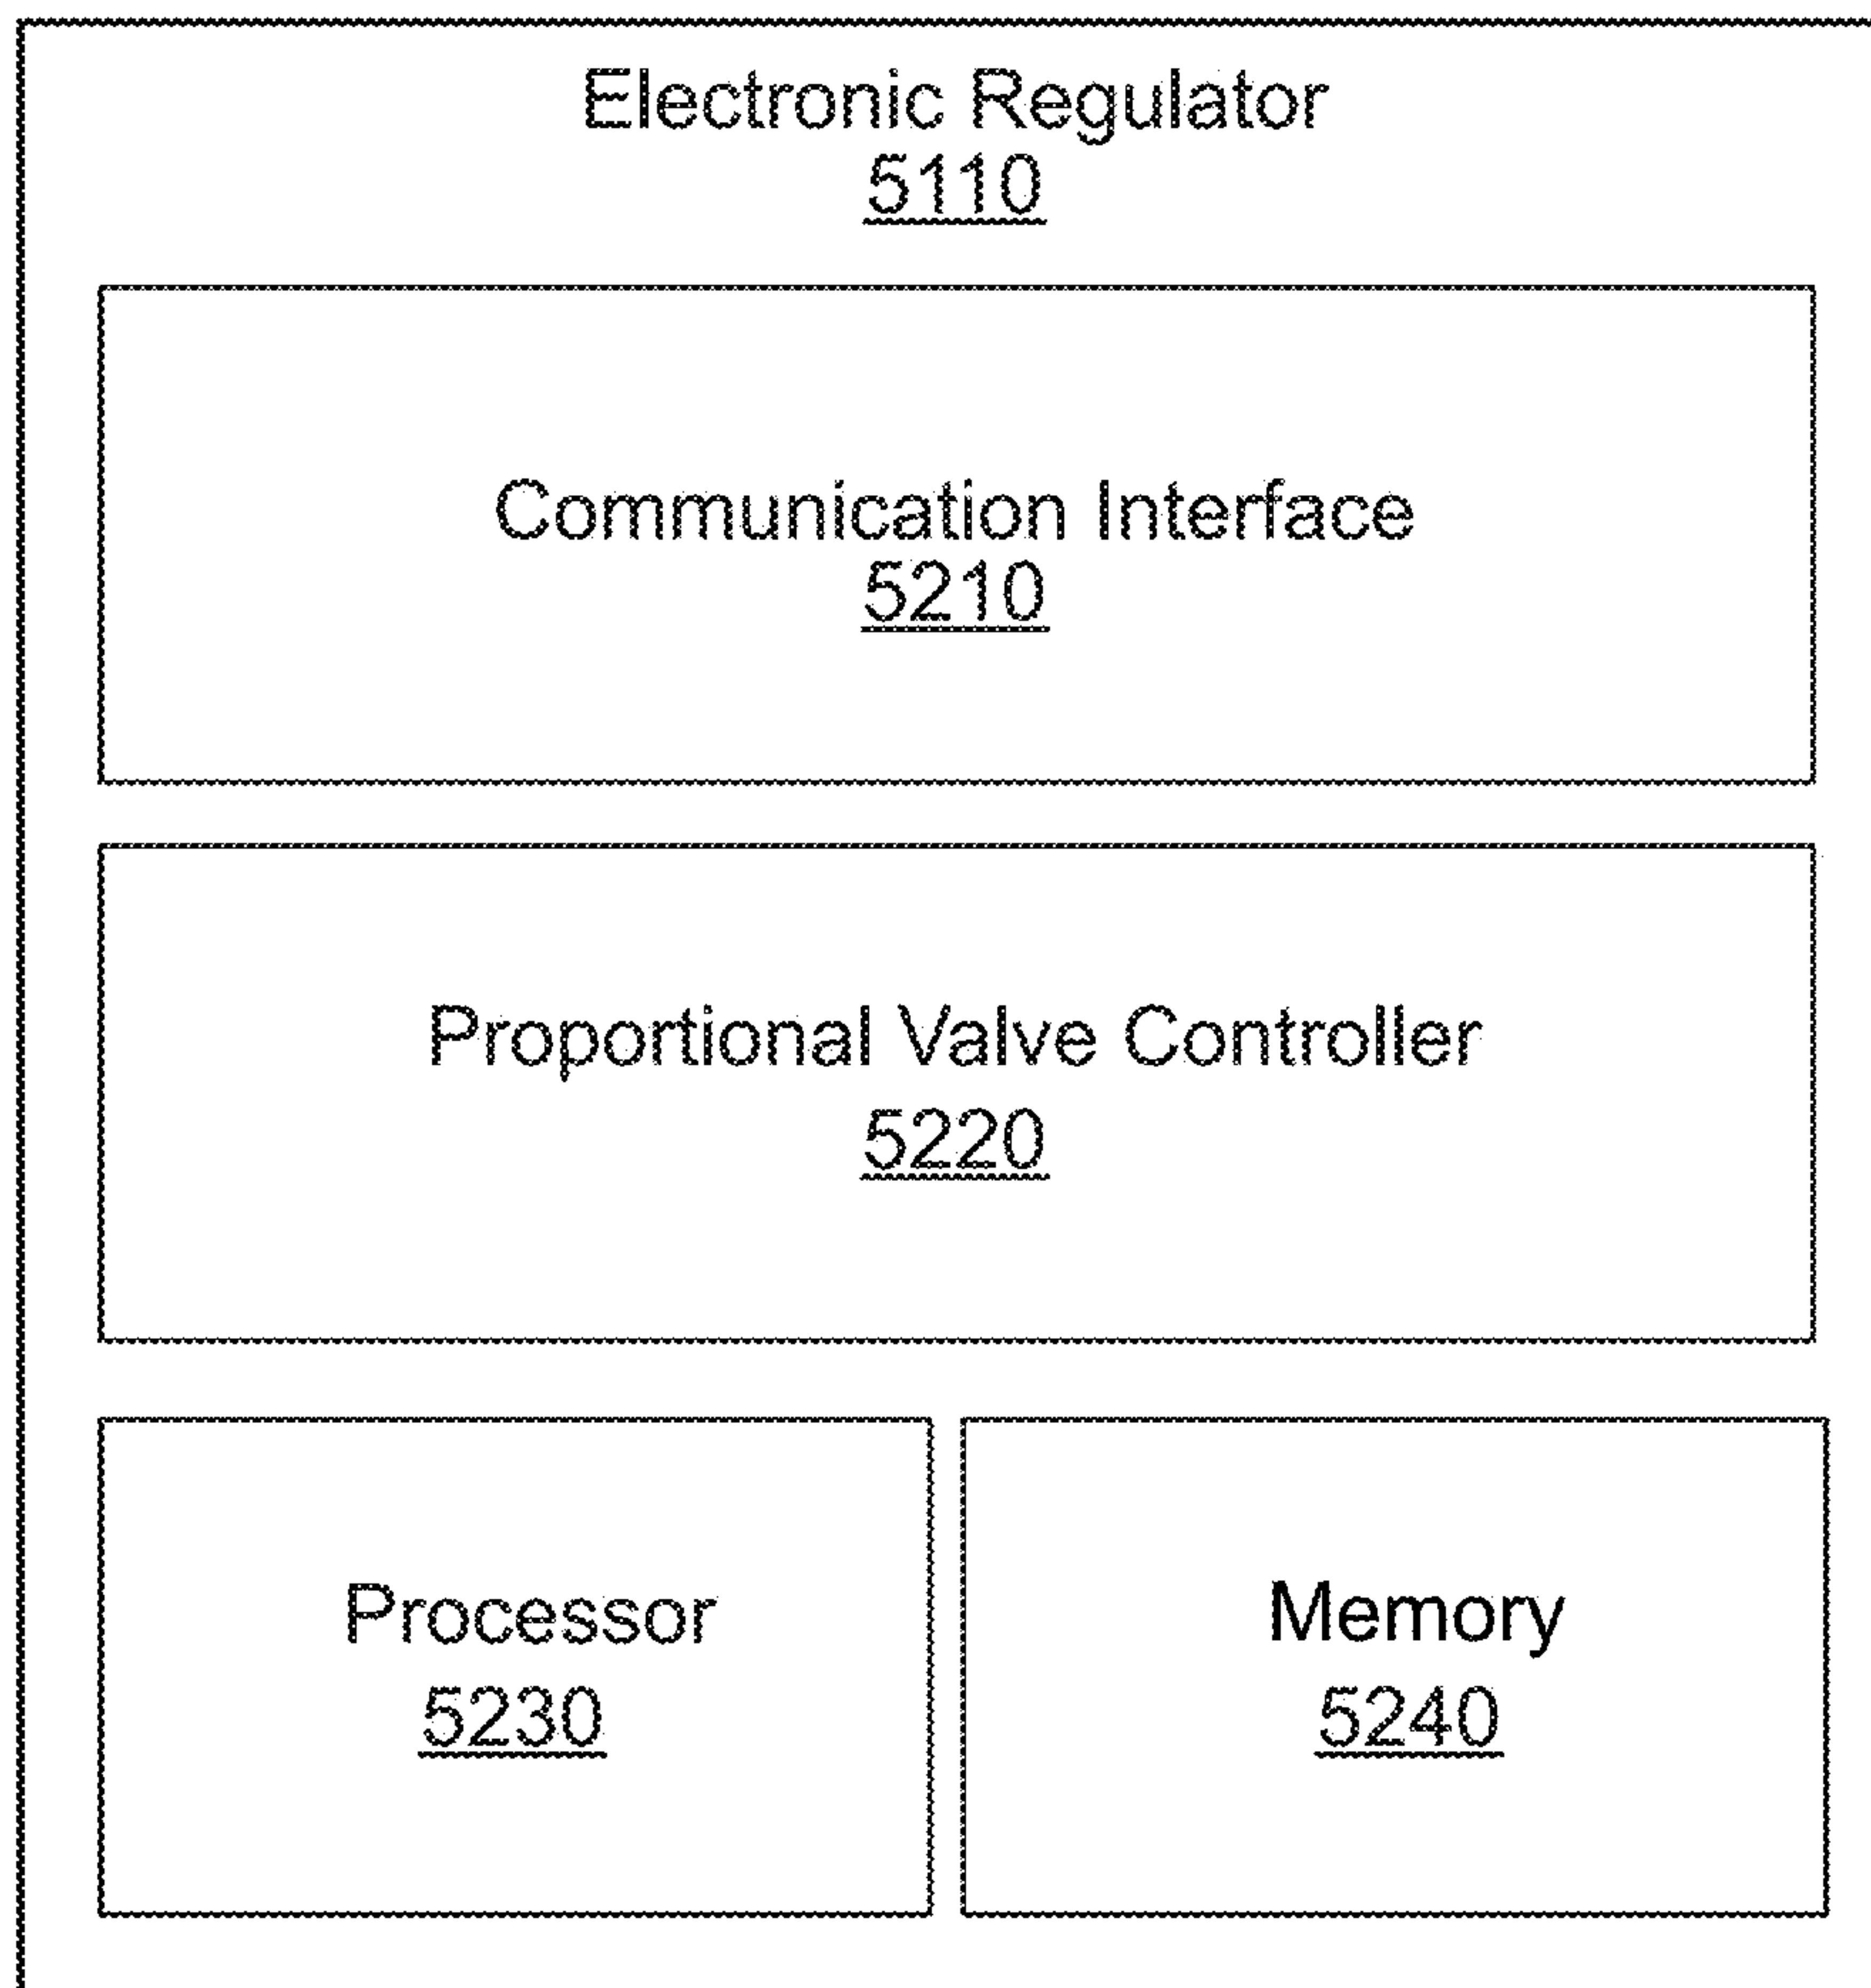 Electronic Regulator
5110
Communication Interface
5210
Proportional Valve Controller
5220
Processor
5230
Memory
5240